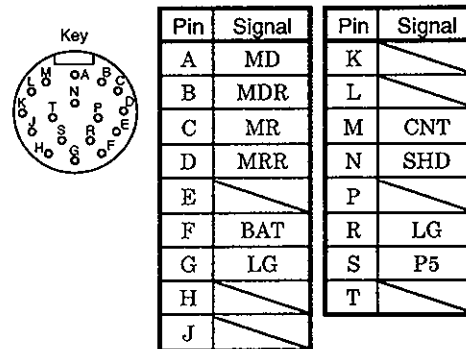 Key
M A B
L N C
K T P D
J S R E
H G F
Pin Signal
A MD
B MDR
C MR
D MRR
E
F BAT
G LG
H
J
Pin Signal
K
L
M CNT
N SHD
P
R LG
S P5
T